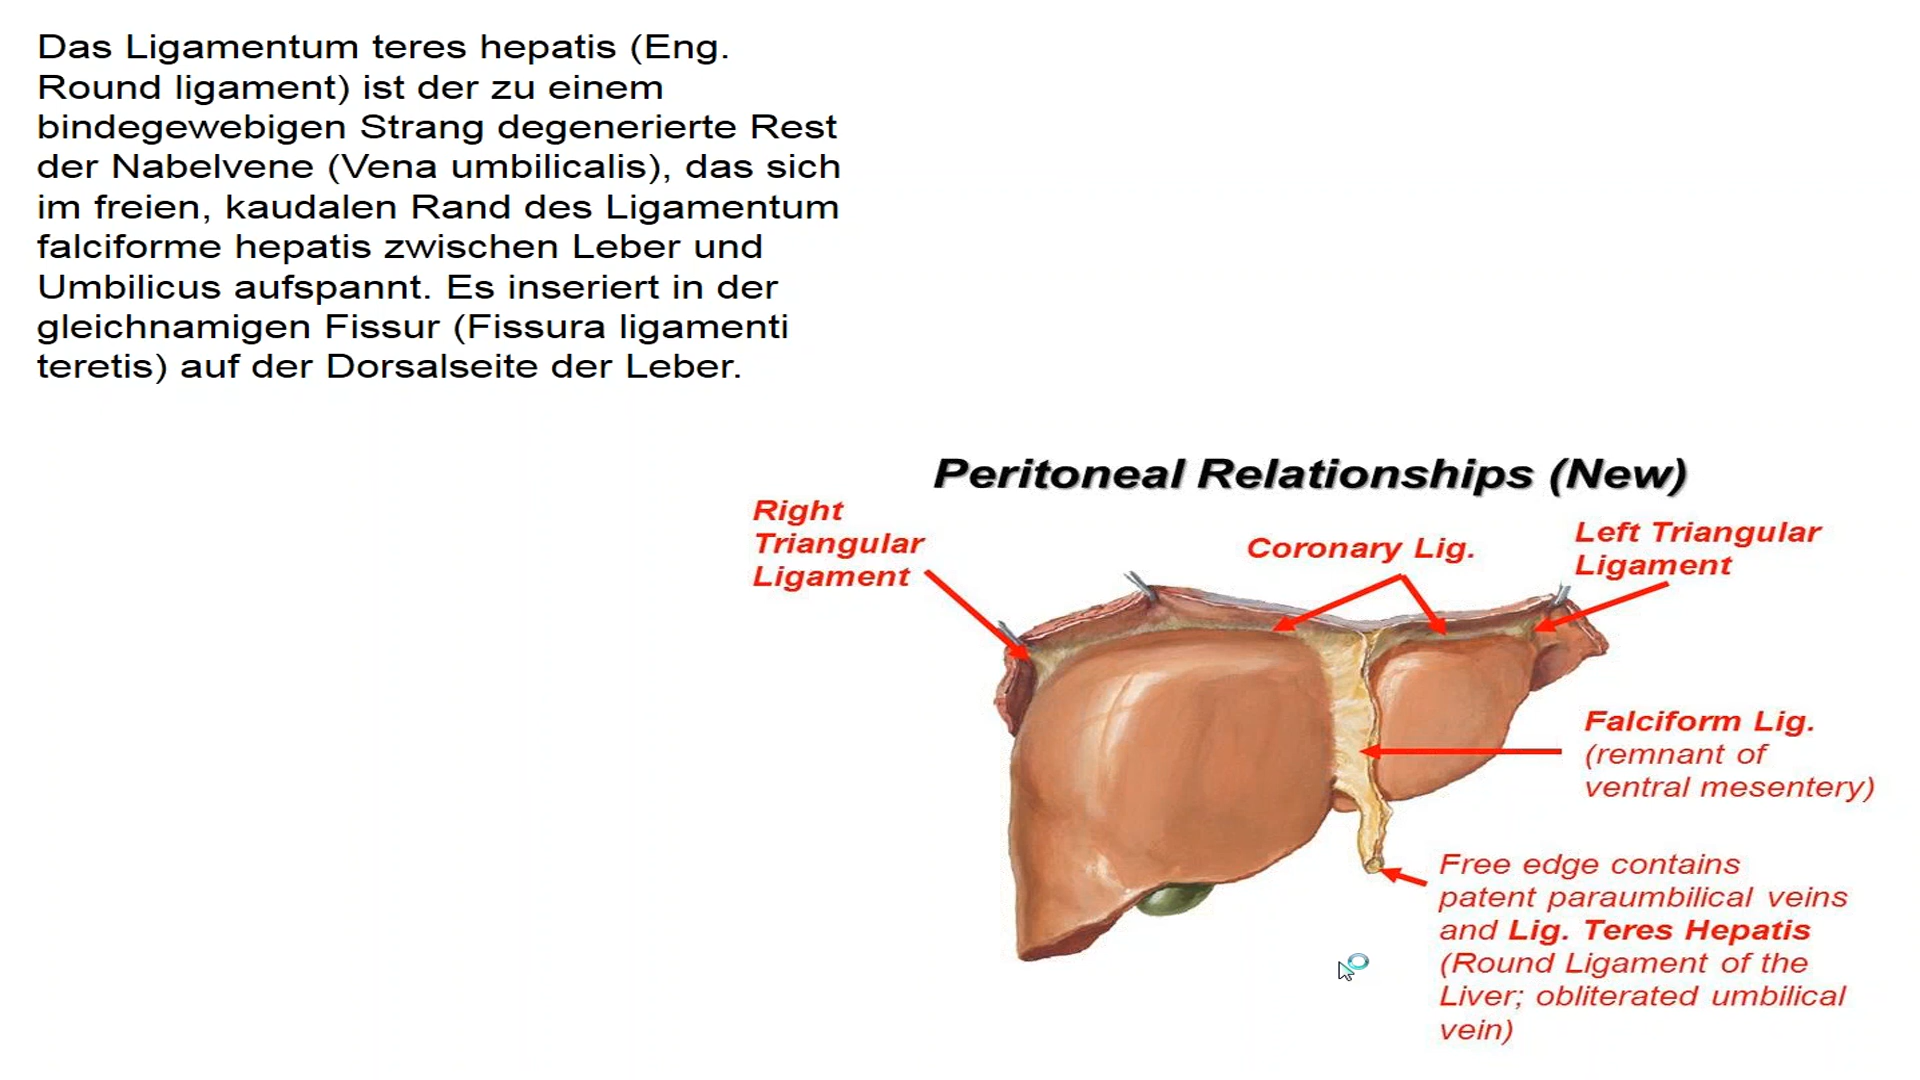 Das Ligamentum teres hepatis (Eng.
Round ligament) ist der zu einem
bindegewebigen Strang degenerierte Rest
der Nabelvene (Vena umbilicalis), das sich
im freien, kaudalen Rand des Ligamentum
falciforme hepatis zwischen Leber und
Umbilicus aufspannt. Es inseriert in der
gleichnamigen Fissur (Fissura ligamenti
teretis) auf der Dorsalseite der Leber.
Peritoneal Relationships (New)
Right
Triangular
Ligament
Coronary Lig.
Left Triangular
Ligament
Falciform Lig.
(remnant of
ventral mesentery)
Free edge contains
patent paraumbilical veins
and Lig. Teres Hepatis
(Round Ligament of the
Liver; obliterated umbilical
vein)